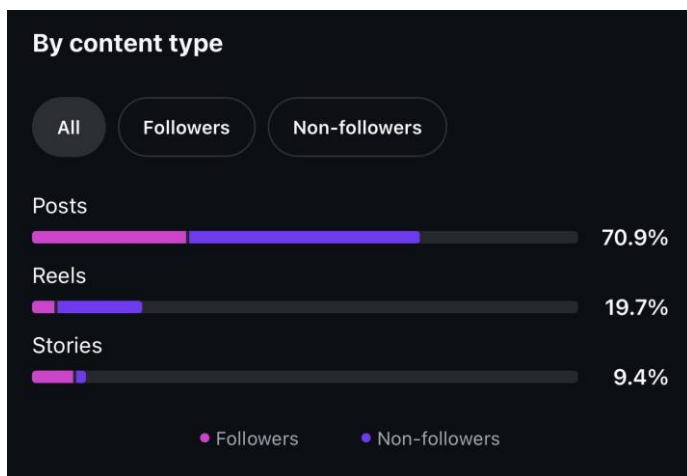 By content type
All Followers Non-followers
Posts
70.9%
Reels
19.7%
Stories
9.4%
Followers Non-followers